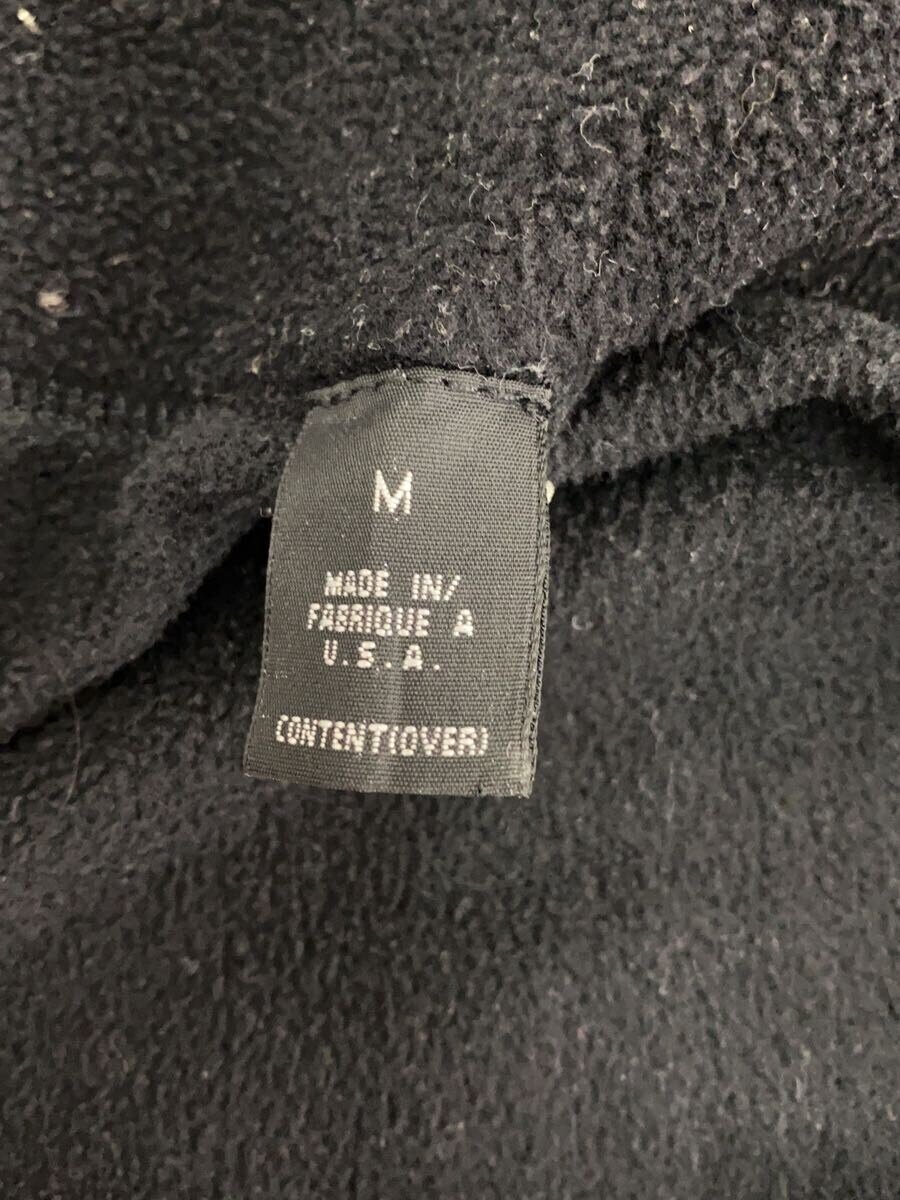 M
MADE IN/
FABRIQUE A
U.S.A.
CONTENT(OVER)